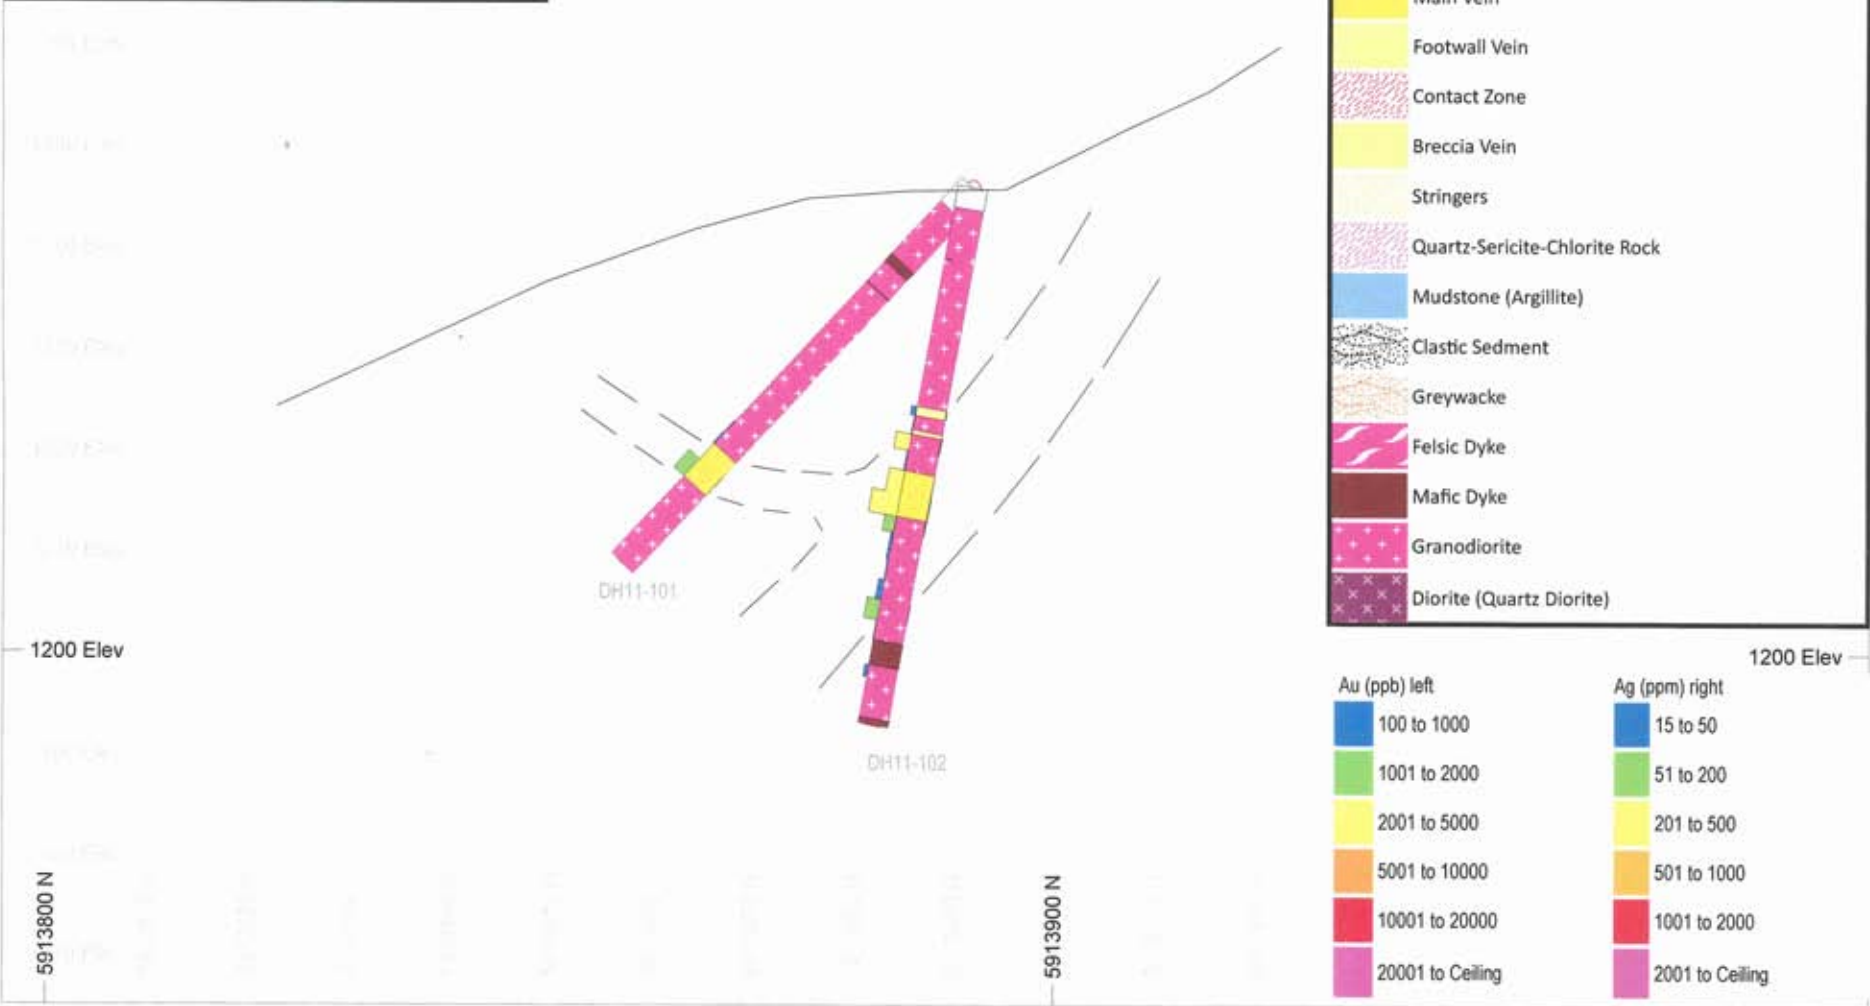 Main Vein
Footwall Vein
Contact Zone
Breccia Vein
Stringers
Quartz-Sericite-Chlorite Rock
Mudstone (Argillite)
Clastic Sediment
Greywacke
Felsic Dyke
Mafic Dyke
Granodiorite
Diorite (Quartz Diorite)
DH11-101
DH11-102
1200 Elev
1200 Elev
Au (ppb) left
100 to 1000
1001 to 2000
2001 to 5000
5001 to 10000
10001 to 20000
20001 to Ceiling
Ag (ppm) right
15 to 50
51 to 200
201 to 500
501 to 1000
1001 to 2000
2001 to Ceiling
5913800 N
5913900 N